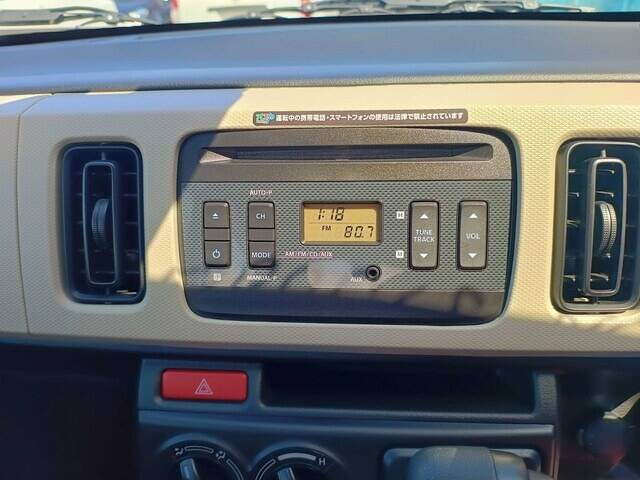 運転中の携帯電話・スマートフォンの使用は法律で禁止されています
AUTO-P
CH
1:18
FM
80.7
H
M
TUNE
TRACK
VOL
MODE
AM/FM/CD/AUX
MANUAL-P
AUX
H